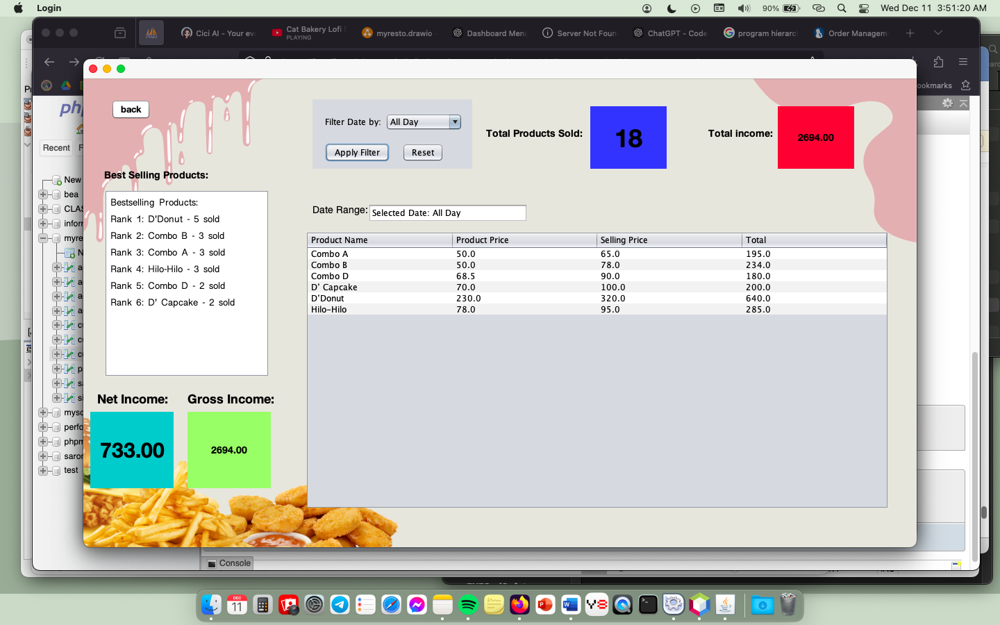 Login
90%
Wed Dec 11 3:51:20 AM
Cici AI - Your eve
Cat Bakery Lofi
PLAYING
myresto.drawio -
Dashboard Menu
Server Not Foun
ChatGPT - Code
program hierarc
Order Managem
ookmarks
back
Filter Date by:
All Day
Apply Filter
Reset
Total Products Sold:
18
Total income:
2694.00
Recent
Best Selling Products:
Bestselling Products:
Rank 1: D'Donut - 5 sold
Rank 2: Combo B - 3 sold
Rank 3: Combo A - 3 sold
Rank 4: Hilo-Hilo - 3 sold
Rank 5: Combo D - 2 sold
Rank 6: D' Capcake - 2 sold
Date Range:
Selected Date: All Day
Product Name Product Price Selling Price Total
Combo A 50.0 65.0 195.0
Combo B 50.0 78.0 234.0
Combo D 68.5 90.0 180.0
D' Capcake 70.0 100.0 200.0
D'Donut 230.0 320.0 640.0
Hilo-Hilo 78.0 95.0 285.0
Net Income:
733.00
Gross Income:
2694.00
New
bea
CLAS
inform
myre
mysq
perfo
phpm
saror
test
Console
DEC
11